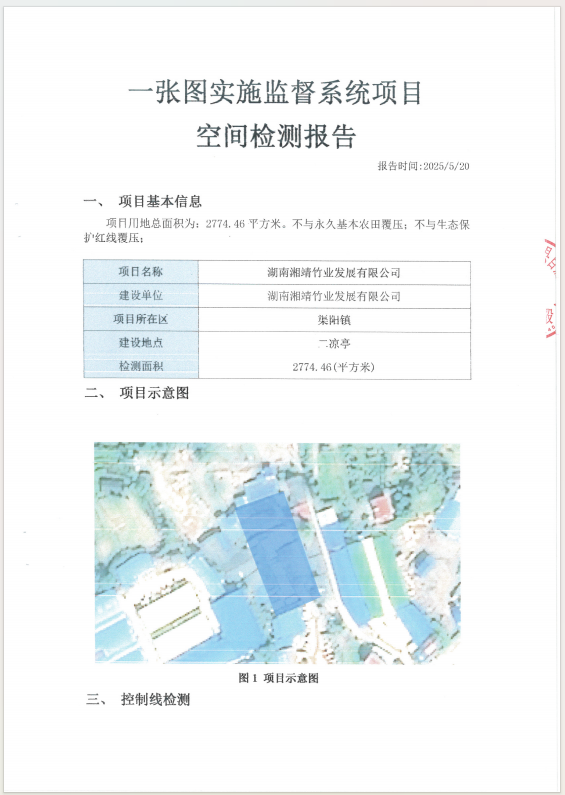 一张图实施监督系统项目
空间检测报告
报告时间:2025/5/20
一、 项目基本信息
项目用地总面积为: 2774.46 平方米。不与永久基本农田覆压; 不与生态保
护红线覆压;
项目名称 湖南湘靖竹业发展有限公司
建设单位 湖南湘靖竹业发展有限公司
项目所在区 渠阳镇
建设地点 二凉亭
检测面积 2774.46(平方米)
二、 项目示意图
图 1 项目示意图
三、 控制线检测